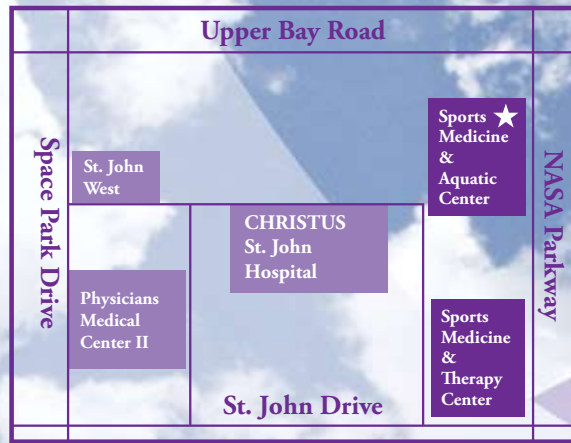 Upper Bay Road
Space Park Drive
St. John
West
Sports
Medicine
&
Aquatic
Center
NASA Parkway
CHRISTUS
St. John
Hospital
Physicians
Medical
Center II
Sports
Medicine
&
Therapy
Center
St. John Drive